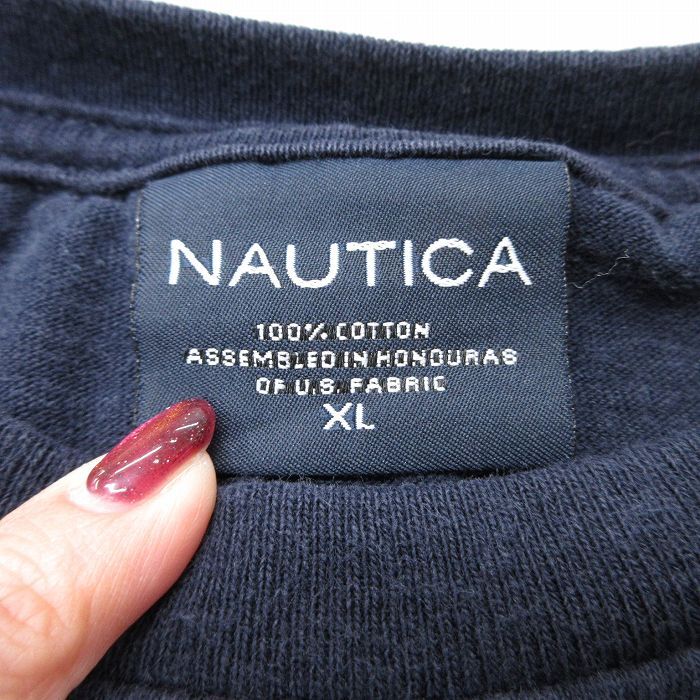 NAUTICA
100% COTTON
ASSEMBLED IN HONDURAS
OF U.S. FABRIC
XL